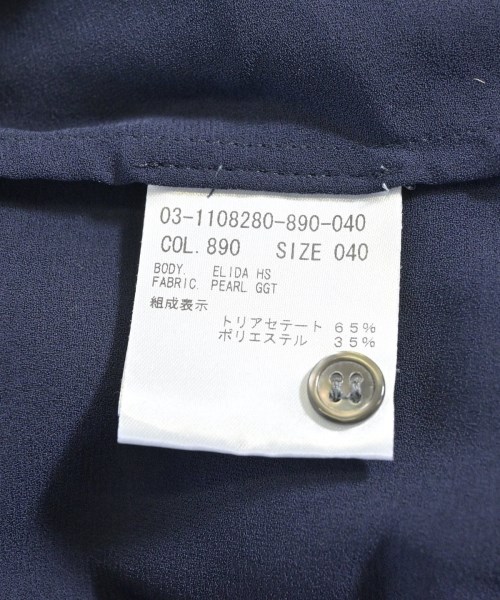 03-1108280-890-040
COL. 890 SIZE 040
BODY. ELIDA HS
FABRIC. PEARL GGT
組成表示
トリアセテート 65%
ポリエステル 35%